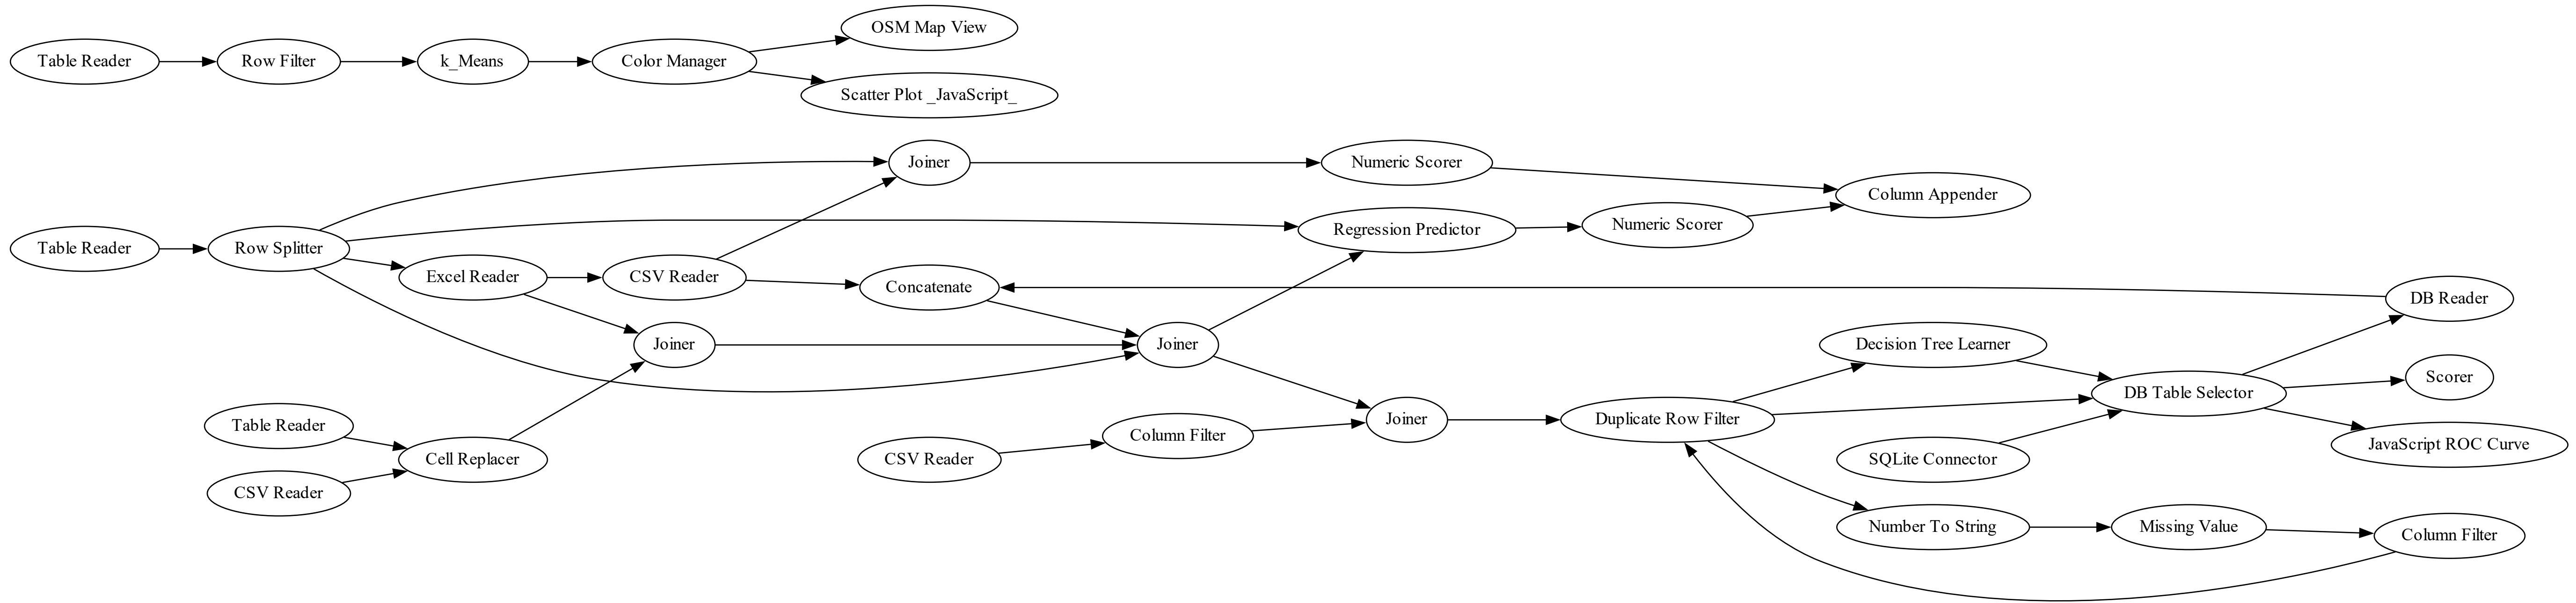 OSM Map View
Table Reader
Row Filter
k_Means
Color Manager
Scatter Plot _JavaScript_
Joiner
Numeric Scorer
Column Appender
Regression Predictor
Numeric Scorer
Table Reader
Row Splitter
Excel Reader
CSV Reader
Concatenate
DB Reader
Joiner
Joiner
Decision Tree Learner
Scorer
DB Table Selector
Table Reader
Column Filter
Joiner
Duplicate Row Filter
JavaScript ROC Curve
Cell Replacer
CSV Reader
SQLite Connector
CSV Reader
Number To String
Missing Value
Column Filter